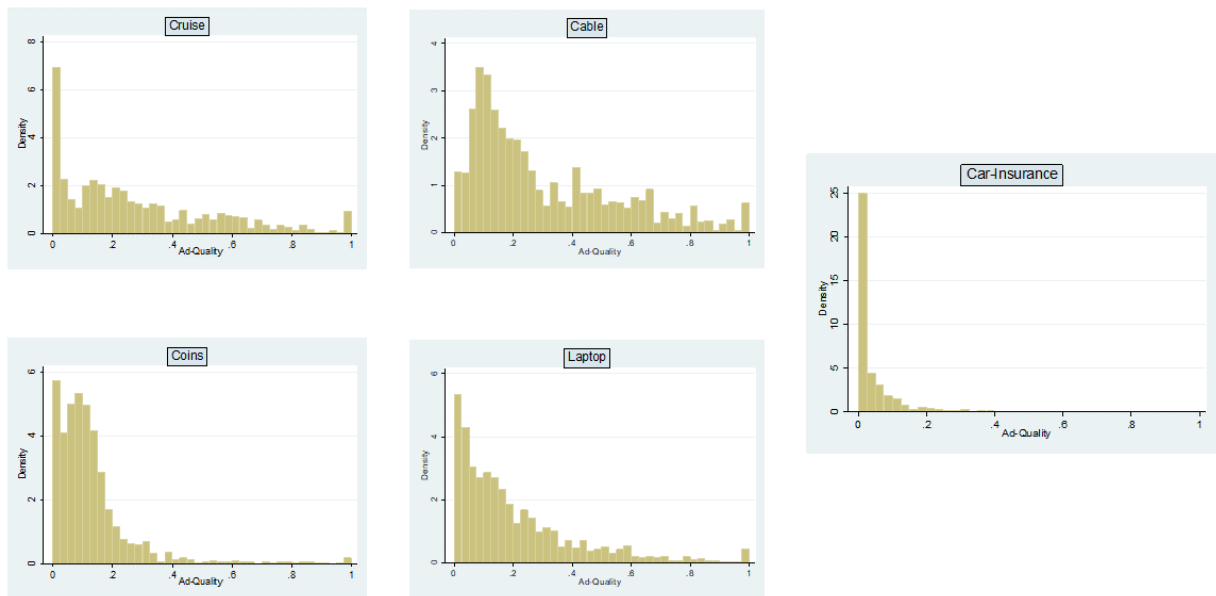 Cruise
Density
0 2 4 6 8
0 .2 .4 .6 .8 1
Ad-Quality
Cable
Density
0 1 2 3 4
0 .2 .4 .6 .8 1
Ad-Quality
Car-Insurance
Density
0 5 10 15 20 25
0 .2 .4 .6 .8 1
Ad-Quality
Coins
Density
0 2 4 6
0 .2 .4 .6 .8 1
Ad-Quality
Laptop
Density
0 2 4 6
0 .2 .4 .6 .8 1
Ad-Quality